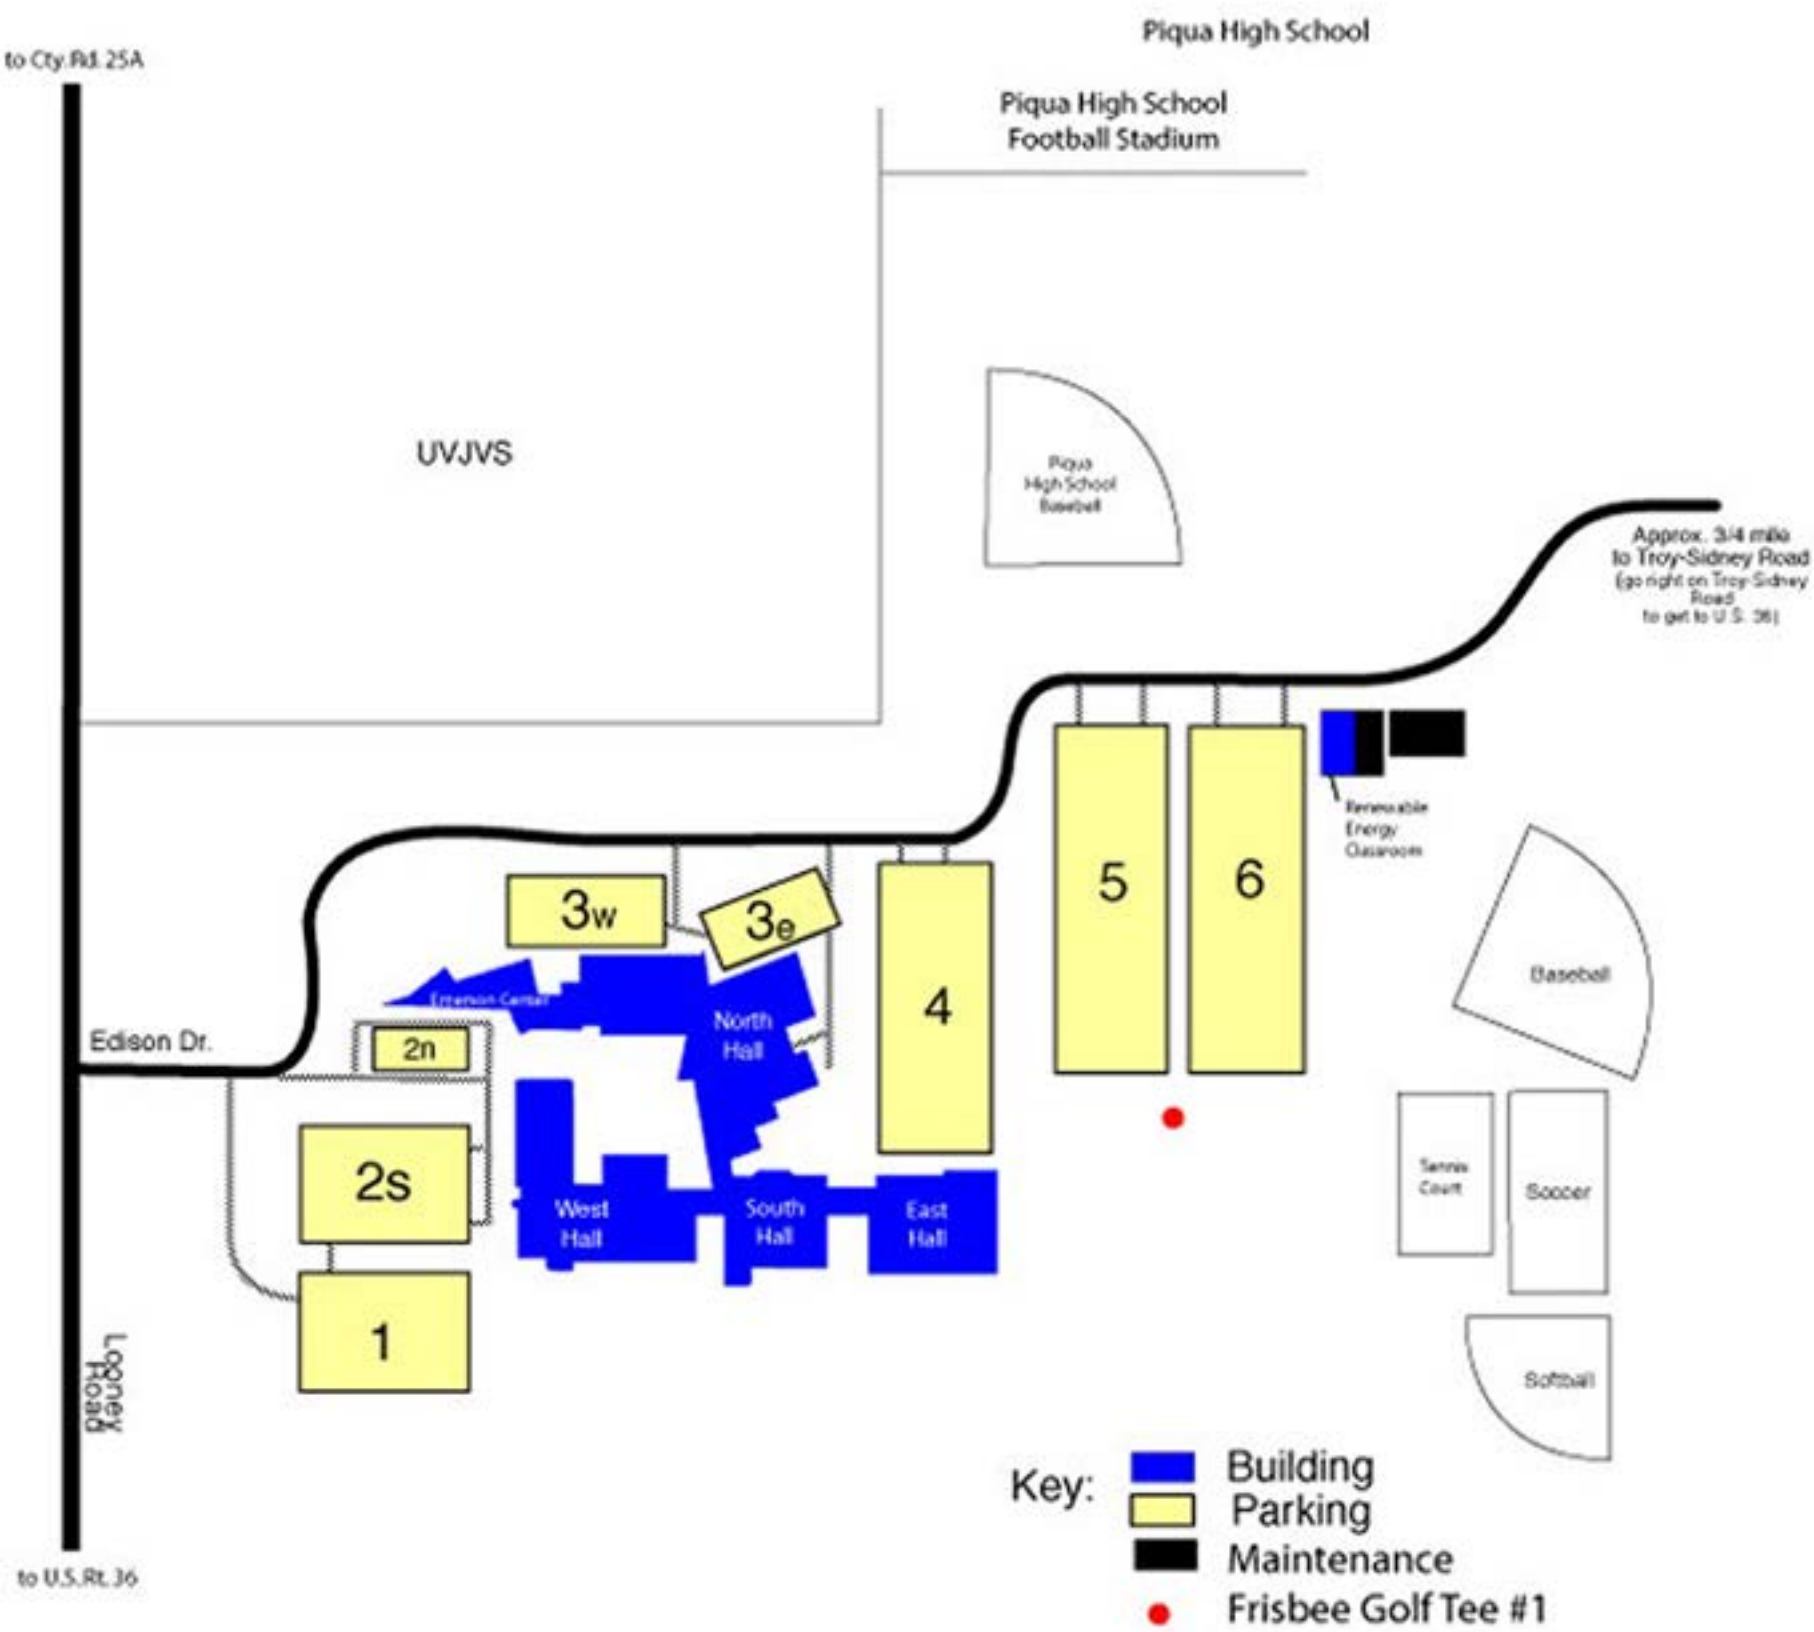 Piqua High School
to Cty. Rd. 25A
Piqua High School
Football Stadium
UVJVS
Piqua
High School
Baseball
Approx. 3/4 mile
to Troy-Sidney Road
(go right on Troy-Sidney
Road
to get to U.S. 36)
Renewable
Energy
Classroom
5
6
3w
3e
4
Baseball
Emerson Center
North
Hall
Edison Dr.
2n
2s
West
Hall
South
Hall
East
Hall
Tennis
Court
Soccer
1
Looney
Road
Softball
Key:
Building
Parking
Maintenance
Frisbee Golf Tee #1
to U.S.Rt. 36